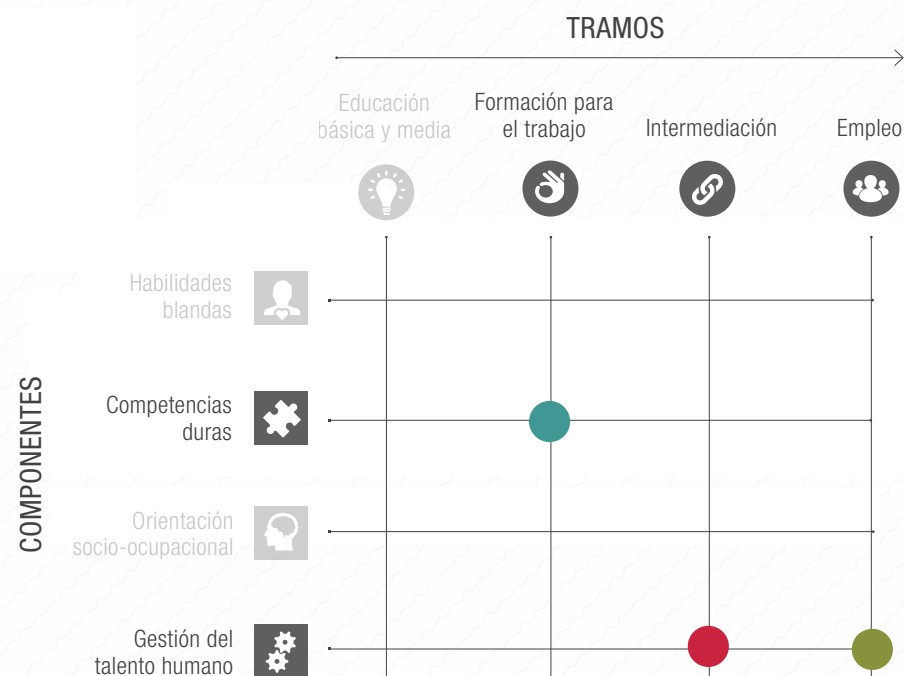 TRAMOS
Educación
básica y media
Formación para
el trabajo
Intermediación
Empleo
COMPONENTES
Habilidades
blandas
Competencias
duras
Orientación
socio-ocupacional
Gestión del
talento humano